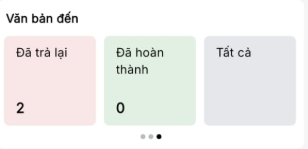 Văn bản đến
Đã trả lại
Đã hoàn
thành
Tất cả
2
0